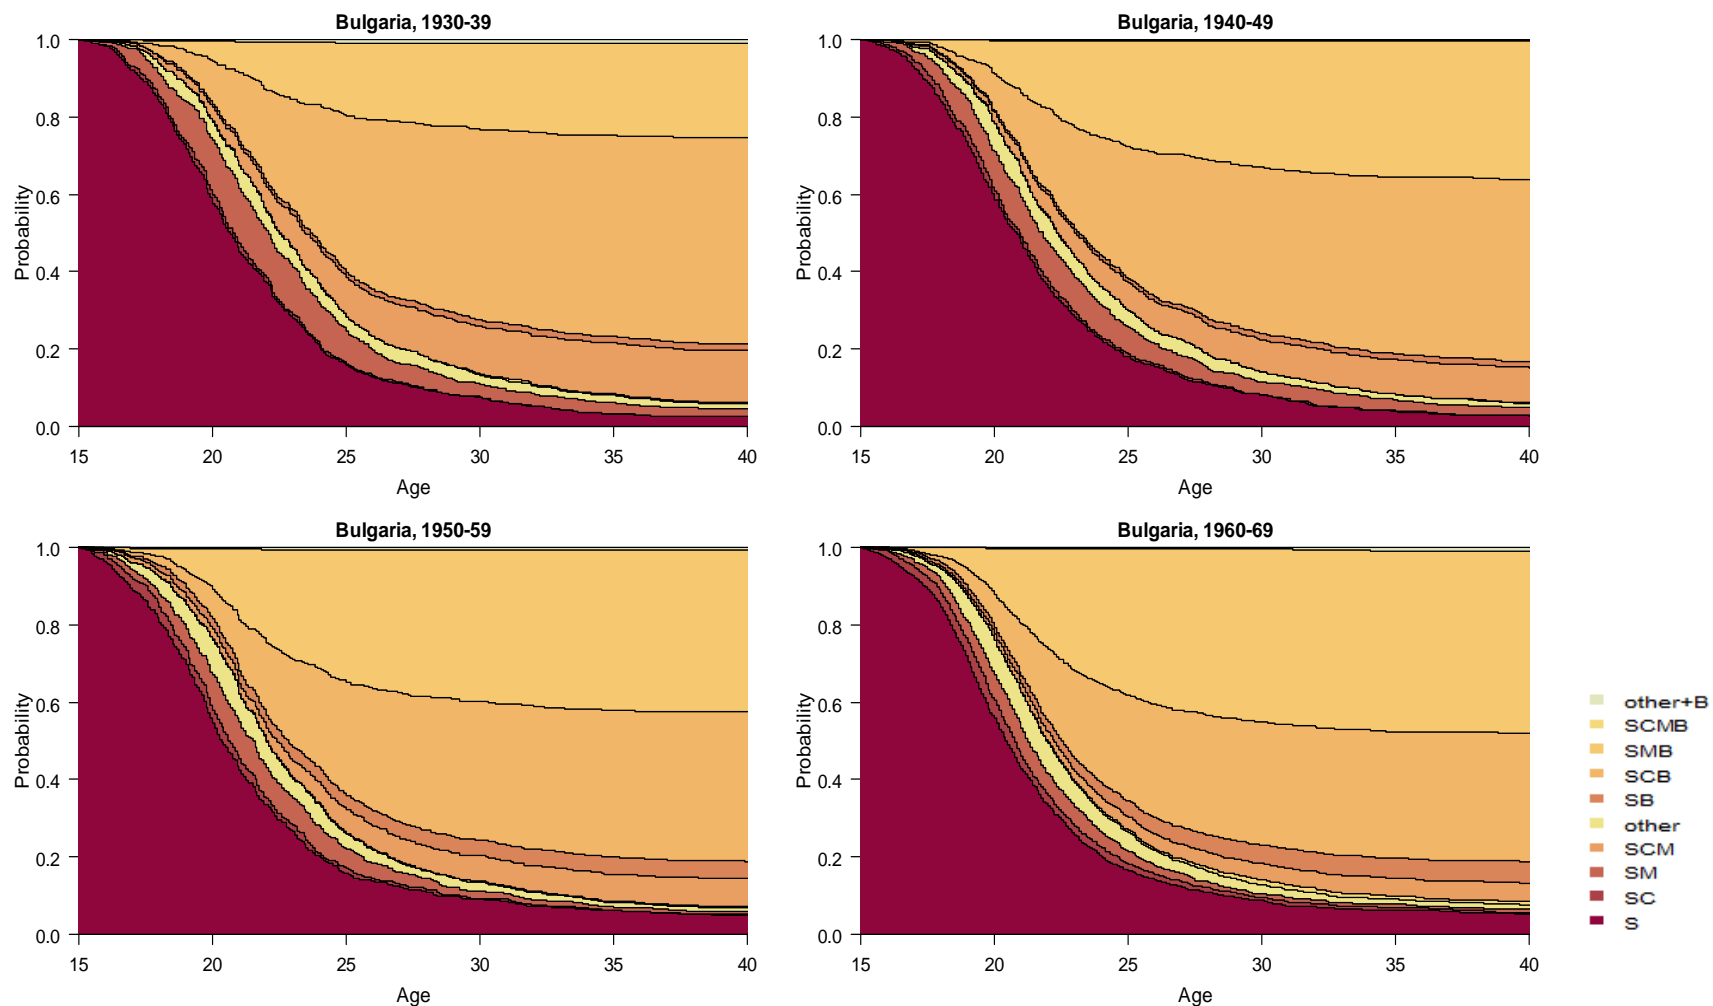 Bulgaria, 1930-39
1.0
0.8
0.6
0.4
0.2
0.0
Probability
15 20 25 30 35 40
Age
Bulgaria, 1940-49
1.0
0.8
0.6
0.4
0.2
0.0
Probability
15 20 25 30 35 40
Age
Bulgaria, 1950-59
1.0
0.8
0.6
0.4
0.2
0.0
Probability
15 20 25 30 35 40
Age
Bulgaria, 1960-69
1.0
0.8
0.6
0.4
0.2
0.0
Probability
15 20 25 30 35 40
Age
other+B
SCMB
SMB
SCB
SB
other
SCM
SM
SC
S